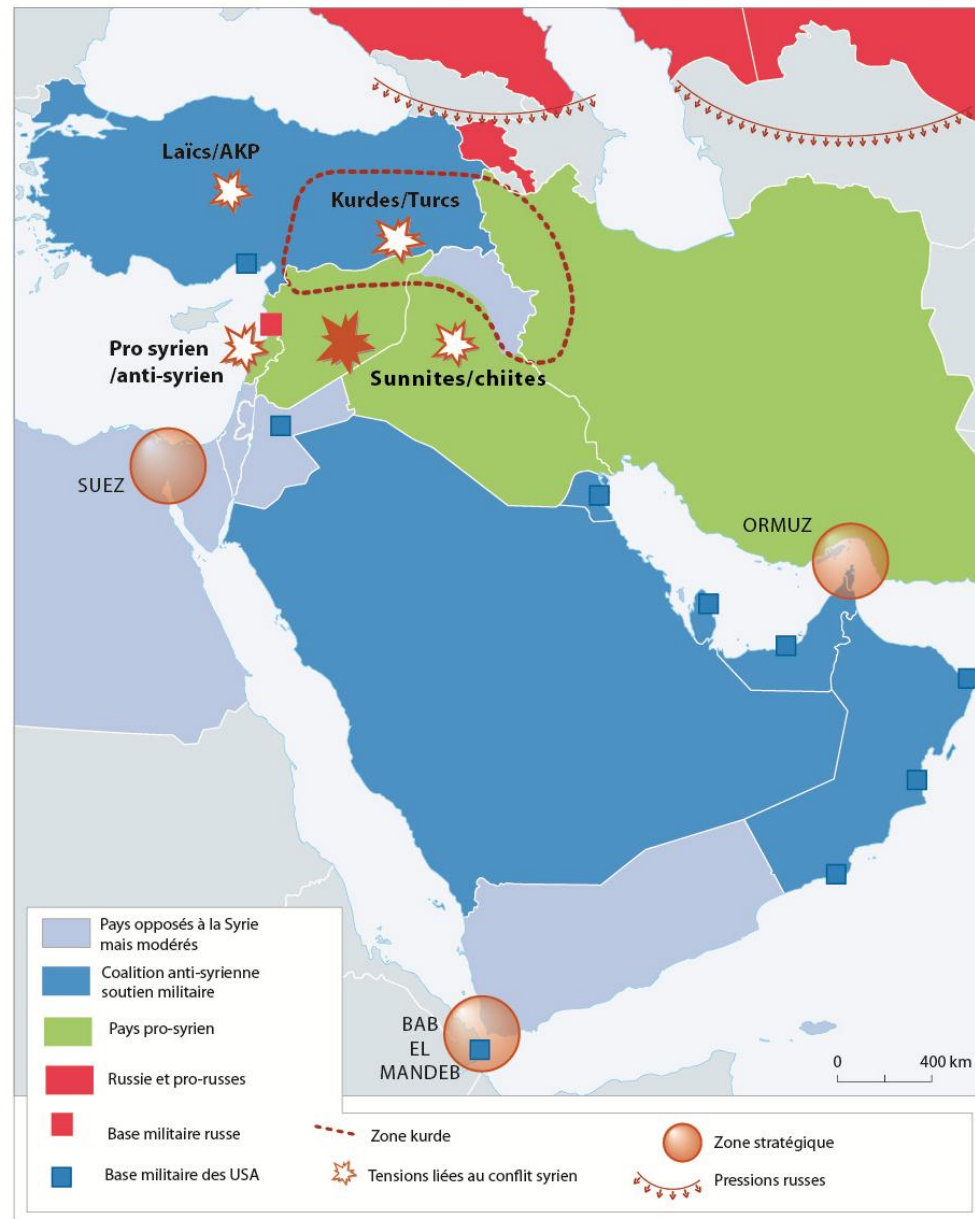 Laïcs/AKP
Kurdes/Turcs
Pro syrien
/anti-syrien
Sunnites/chiites
SUEZ
ORMUZ
BAB
EL
MANDEB
0 400 km
Pays opposés à la Syrie
mais modérés
Coalition anti-syrienne
soutien militaire
Pays pro-syrien
Russie et pro-russes
Base militaire russe
Base militaire des USA
Zone kurde
Tensions liées au conflit syrien
Zone stratégique
Pressions russes